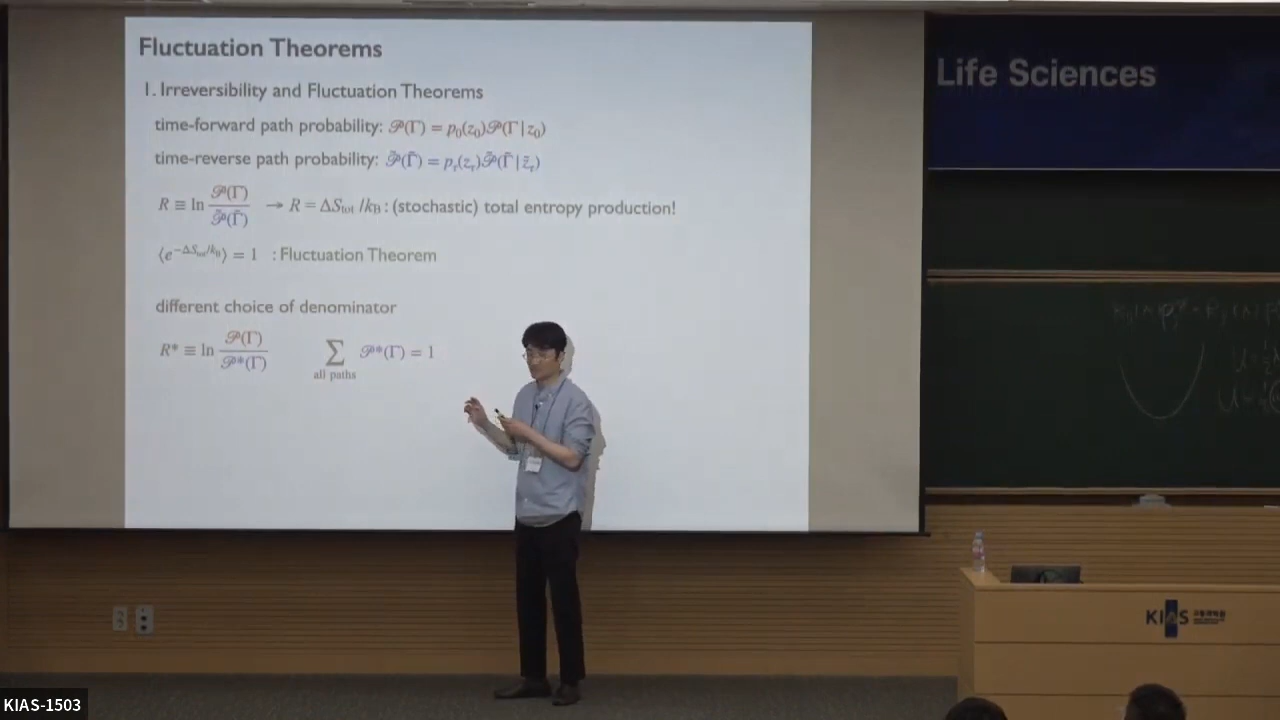 Fluctuation Theorems
1. Irreversibility and Fluctuation Theorems
time-forward path probability: 𝒫(Γ) = p₀(z₀)𝒫(Γ|z₀)
time-reverse path probability: 𝒫̃(Γ̃) = p_τ(z_τ)𝒫̃(Γ̃|z̃_τ)
R ≡ ln 𝒫(Γ)/𝒫̃(Γ̃) → R = ΔS_tot/k_B : (stochastic) total entropy production!
⟨e^{−ΔS_tot/k_B}⟩ = 1 : Fluctuation Theorem
different choice of denominator
R* ≡ ln 𝒫(Γ)/𝒫*(Γ) ∑_{all paths} 𝒫*(Γ) = 1
Life Sciences
KIAS
KIAS-1503